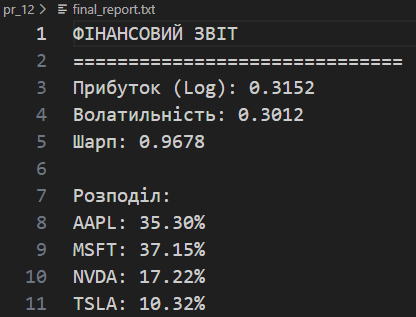 pr_12 > final_report.txt
1 ФІНАНСОВИЙ ЗВІТ
2 ==============================
3 Прибуток (Log): 0.3152
4 Волатильність: 0.3012
5 Шарп: 0.9678
6
7 Розподіл:
8 AAPL: 35.30%
9 MSFT: 37.15%
10 NVDA: 17.22%
11 TSLA: 10.32%